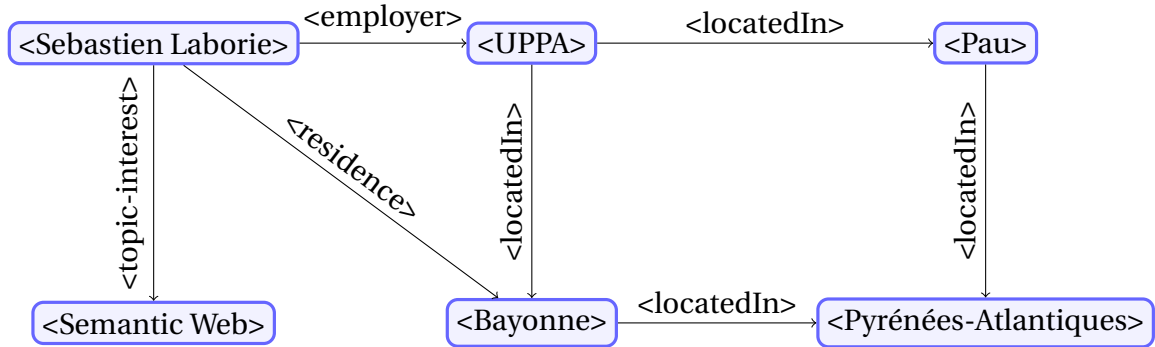 <employer>
<locatedIn>
<Sebastien Laborie>
<UPPA>
<Pau>
<topic-interest>
<residence>
<locatedIn>
<locatedIn>
<locatedIn>
<Semantic Web>
<Bayonne>
<Pyrénées-Atlantiques>